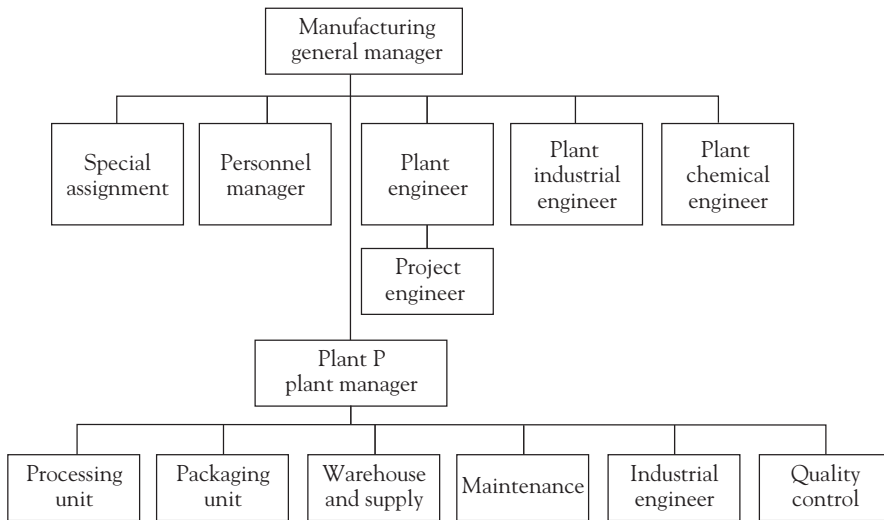 Manufacturing
general manager
Special
assignment
Personnel
manager
Plant
engineer
Plant
industrial
engineer
Plant
chemical
engineer
Project
engineer
Plant P
plant manager
Processing
unit
Packaging
unit
Warehouse
and supply
Maintenance
Industrial
engineer
Quality
control